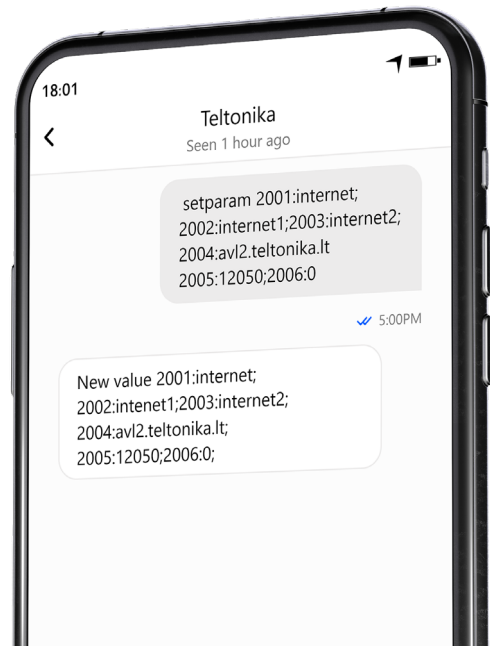 18:01
Teltonika
Seen 1 hour ago
setparam 2001:internet;
2002:internet1;2003:internet2;
2004:avl2.teltonika.lt
2005:12050;2006:0
5:00PM
New value 2001:internet;
2002:intenet1;2003:internet2;
2004:avl2.teltonika.lt;
2005:12050;2006:0;